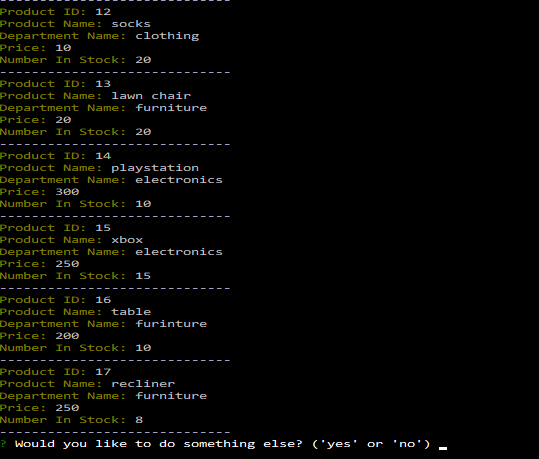 -----------------------------
Product ID: 12
Product Name: socks
Department Name: clothing
Price: 10
Number In Stock: 20
-----------------------------
Product ID: 13
Product Name: lawn chair
Department Name: furniture
Price: 20
Number In Stock: 20
-----------------------------
Product ID: 14
Product Name: playstation
Department Name: electronics
Price: 300
Number In Stock: 10
-----------------------------
Product ID: 15
Product Name: xbox
Department Name: electronics
Price: 250
Number In Stock: 15
-----------------------------
Product ID: 16
Product Name: table
Department Name: furinture
Price: 200
Number In Stock: 10
-----------------------------
Product ID: 17
Product Name: recliner
Department Name: furniture
Price: 250
Number In Stock: 8
-----------------------------
? Would you like to do something else? ('yes' or 'no') _